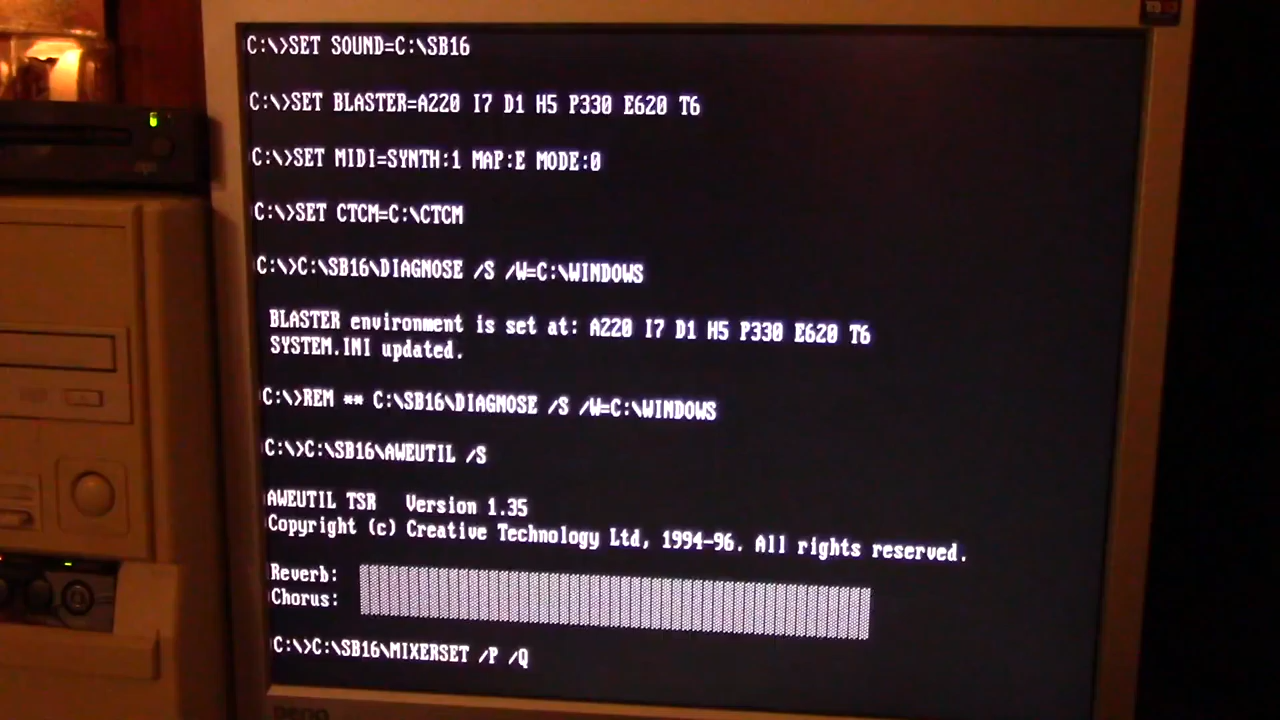 C:\>SET SOUND=C:\SB16
C:\>SET BLASTER=A220 I7 D1 H5 P330 E620 T6
C:\>SET MIDI=SYNTH:1 MAP:E MODE:0
C:\>SET CTCM=C:\CTCM
C:\>C:\SB16\DIAGNOSE /S /W=C:\WINDOWS
BLASTER environment is set at: A220 I7 D1 H5 P330 E620 T6
SYSTEM.INI updated.
C:\>REM ** C:\SB16\DIAGNOSE /S /W=C:\WINDOWS
C:\>C:\SB16\AWEUTIL /S
AWEUTIL TSR Version 1.35
Copyright (c) Creative Technology Ltd, 1994-96. All rights reserved.
Reverb:
Chorus:
C:\>C:\SB16\MIXERSET /P /Q
BenQ